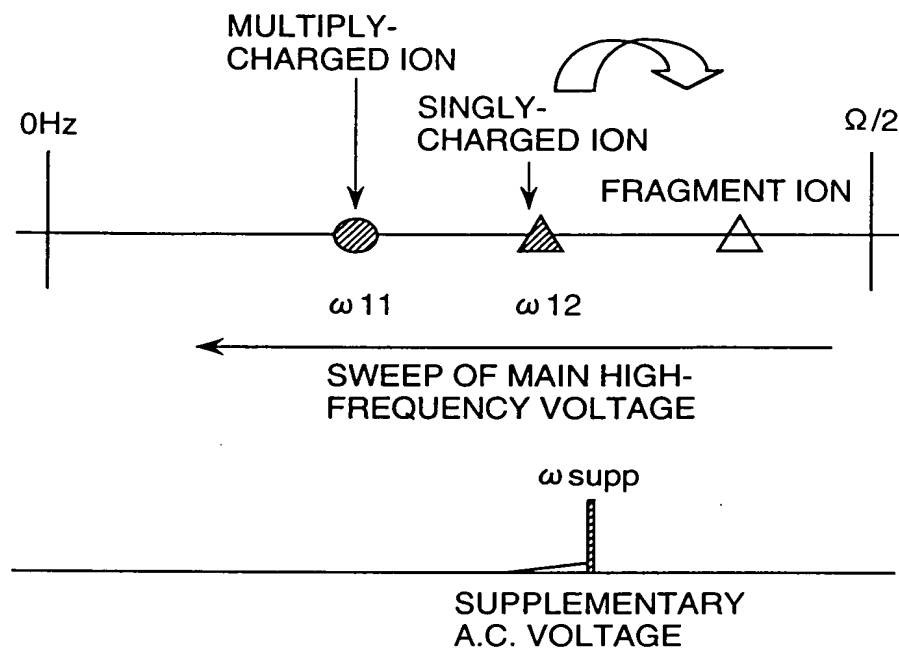 MULTIPLY-
CHARGED ION
SINGLY-
CHARGED ION
0Hz
Ω/2
FRAGMENT ION
ω11
ω12
SWEEP OF MAIN HIGH-
FREQUENCY VOLTAGE
ωsupp
SUPPLEMENTARY
A.C. VOLTAGE